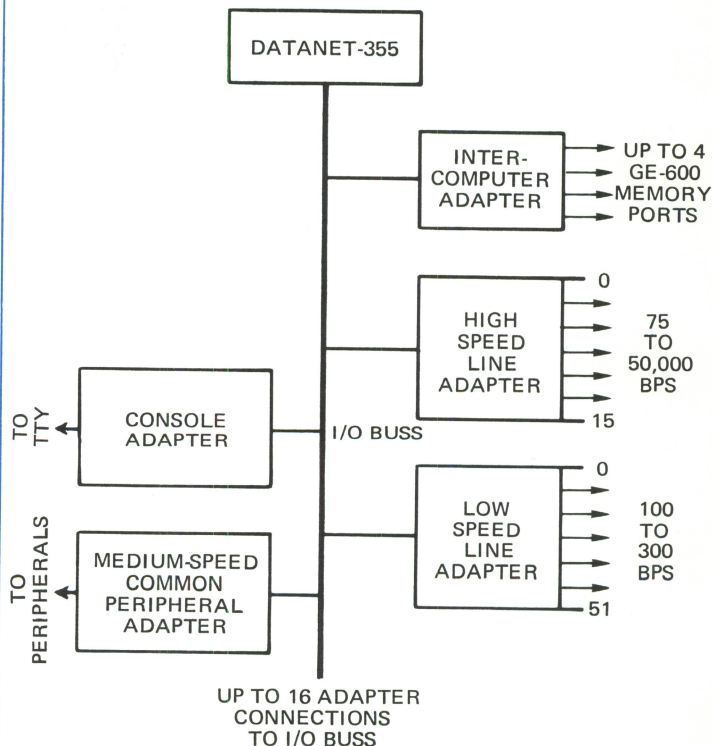 DATANET-355
INTER-
COMPUTER
ADAPTER
UP TO 4
GE-600
MEMORY
PORTS
HIGH
SPEED
LINE
ADAPTER
0
75
TO
50,000
BPS
15
TO
TTY
CONSOLE
ADAPTER
I/O BUSS
LOW
SPEED
LINE
ADAPTER
0
100
TO
300
BPS
51
TO
PERIPHERALS
MEDIUM-SPEED
COMMON
PERIPHERAL
ADAPTER
UP TO 16 ADAPTER
CONNECTIONS
TO I/O BUSS